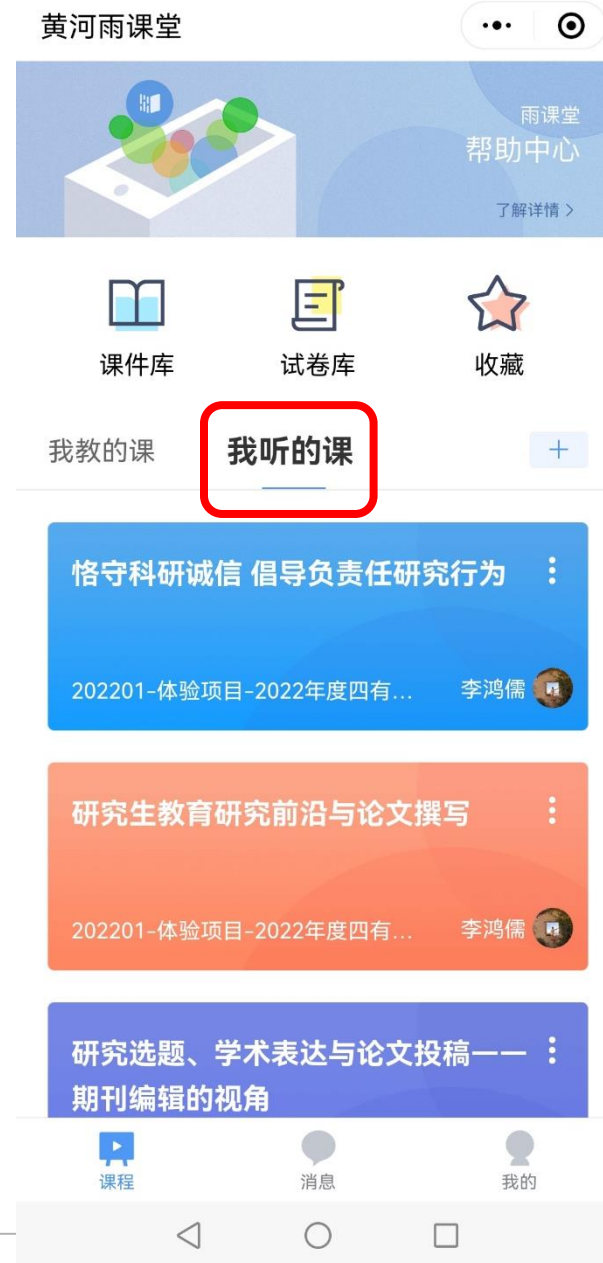 黄河雨课堂
雨课堂
帮助中心
了解详情 >
课件库 试卷库 收藏
我教的课 我听的课 +
恪守科研诚信 倡导负责任研究行为
202201-体验项目-2022年度四有... 李鸿儒
研究生教育研究前沿与论文撰写
202201-体验项目-2022年度四有... 李鸿儒
研究选题、学术表达与论文投稿——
期刊编辑的视角
课程 消息 我的